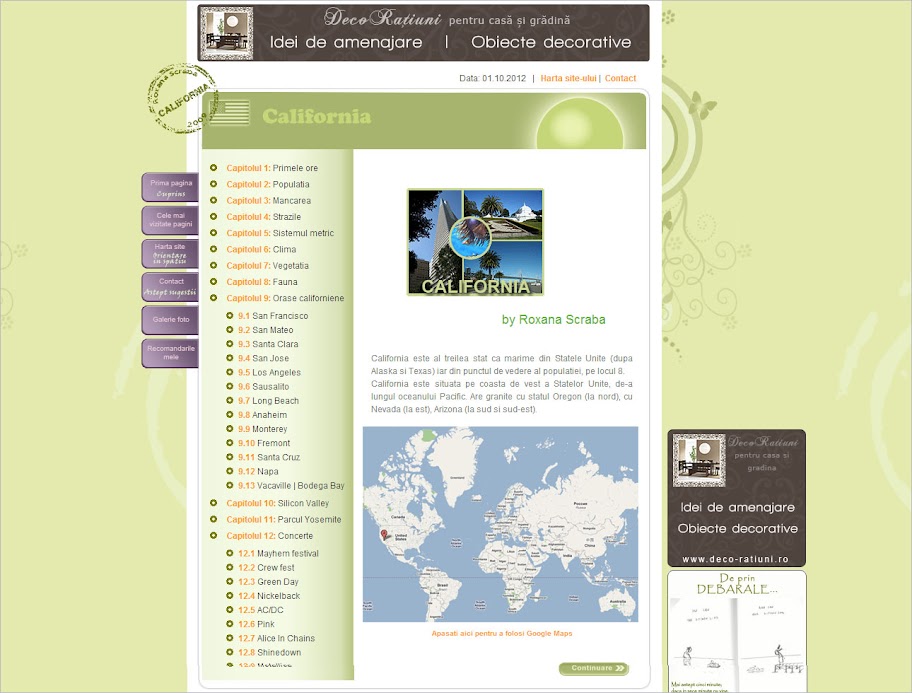 DecoRatiuni pentru casă și grădină
Idei de amenajare | Obiecte decorative
Data: 01.10.2012 | Harta site-ului | Contact
Roxana Scraba
CALIFORNIA
2009
California
Prima pagina
Cuprins
Cele mai
vizitate pagini
Harta site
Orientare
in spatiu
Contact
Astept sugestii
Galerie foto
Recomandarile
mele
Capitolul 1: Primele ore
Capitolul 2: Populatia
Capitolul 3: Mancarea
Capitolul 4: Strazile
Capitolul 5: Sistemul metric
Capitolul 6: Clima
Capitolul 7: Vegetatia
Capitolul 8: Fauna
Capitolul 9: Orase californiene
9.1 San Francisco
9.2 San Mateo
9.3 Santa Clara
9.4 San Jose
9.5 Los Angeles
9.6 Sausalito
9.7 Long Beach
9.8 Anaheim
9.9 Monterey
9.10 Fremont
9.11 Santa Cruz
9.12 Napa
9.13 Vacaville | Bodega Bay
Capitolul 10: Silicon Valley
Capitolul 11: Parcul Yosemite
Capitolul 12: Concerte
12.1 Mayhem festival
12.2 Crew fest
12.3 Green Day
12.4 Nickelback
12.5 AC/DC
12.6 Pink
12.7 Alice In Chains
12.8 Shinedown
CALIFORNIA
by Roxana Scraba
California este al treilea stat ca marime din Statele Unite (dupa
Alaska si Texas) iar din punctul de vedere al populatiei, pe locul 8.
California este situata pe coasta de vest a Statelor Unite, de-a
lungul oceanului Pacific. Are granite cu statul Oregon (la nord), cu
Nevada (la est), Arizona (la sud si sud-est).
Canada
United
States
Brazil
India
China
Australia
Apasati aici pentru a folosi Google Maps
Continuare
DecoRatiuni
pentru casa si
gradina
Idei de amenajare
Obiecte decorative
www.deco-ratiuni.ro
De prin
DEBARALE...